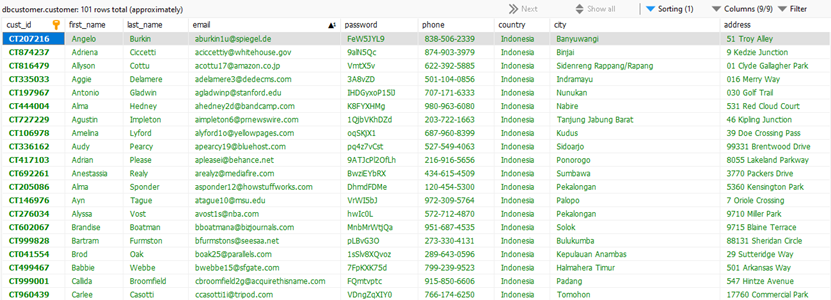 dbcustomer.customer: 101 rows total (approximately) Next Show all Sorting (1) Columns (9/9) Filter
cust_id first_name last_name email password phone country city address
CT207216 Angelo Burkin aburkin1u@spiegel.de FeW5JYL9 838-506-2339 Indonesia Banyuwangi 51 Troy Alley
CT874237 Adriena Ciccetti aciccettiy@whitehouse.gov 9alN5Qc 874-903-3979 Indonesia Binjai 9 Kedzie Junction
CT816479 Allyson Cottu acottu17@amazon.co.jp VmtX5v 622-392-5885 Indonesia Sidenreng Rappang/Rapang 01 Clyde Gallagher Park
CT335033 Aggie Delamere adelamere3@dedecms.com 3A8vZD 501-104-0856 Indonesia Indramayu 016 Merry Way
CT197967 Antonio Gladwin agladwinp@stanford.edu 707-171-6333 Indonesia Nunukan 030 Golf Trail
CT444004 Alma Hedney ahedney2d@bandcamp.com K8FYXHMg 980-963-6080 Indonesia Nabire 531 Red Cloud Court
CT727229 Agustin Impleton aimpleton6@prnewswire.com 1QjbVKhDZd 203-722-1663 Indonesia Tanjung Jabung Barat 46 Kipling Junction
CT106978 Amelina Lyford alyford1o@yellowpages.com oqSKjX1 687-960-8399 Indonesia Kudus 39 Doe Crossing Pass
CT336162 Audy Pearcy apearcy19@bluehost.com pq4z7vCst 527-549-4063 Indonesia Sidoarjo 99331 Brentwood Drive
CT417103 Adrian Please apleasei@behance.net 9ATJcPl2OfLh 216-916-5656 Indonesia Ponorogo 8055 Lakeland Parkway
CT692261 Anestassia Realy arealyz@mediafire.com BwzEYbRX 434-615-4509 Indonesia Sumbawa 3770 Packers Drive
CT205086 Alma Sponder asponder12@howstuffworks.com DhmdFDMe 120-454-5300 Indonesia Pekalongan 5360 Kensington Park
CT146976 Ayn Tague atague10@msu.edu VrWI5bJ 972-309-5764 Indonesia Palopo 7 Oriole Crossing
CT276034 Alyssa Vost avost1s@nba.com hwIc0L 572-712-4870 Indonesia Pekalongan 9710 Miller Park
CT602067 Brandise Boatman bboatmana@bizjournals.com MnbMrWtjQa 951-687-4535 Indonesia Solok 9715 Blaine Terrace
CT999828 Bartram Furmston bfurmstons@seesaa.net pLBvG3O 273-330-4131 Indonesia Bulukumba 88131 Sheridan Circle
CT041554 Brod Oak boak25@parallels.com 1sSlv8XQvoz 289-643-0596 Indonesia Kepulauan Anambas 29 Sutteridge Way
CT499467 Babbie Webbe bwebbe15@sfgate.com 7FpKXK75d 799-239-9523 Indonesia Halmahera Timur 501 Arkansas Way
CT999001 Callida Broomfield cbroomfield2g@acquirethisname.com FQmtvptc 915-850-6606 Indonesia Padang 547 Hintze Avenue
CT960439 Carlee Casotti ccasotti1i@tripod.com VDngZqXIY0 766-174-6250 Indonesia Tomohon 17760 Commercial Park